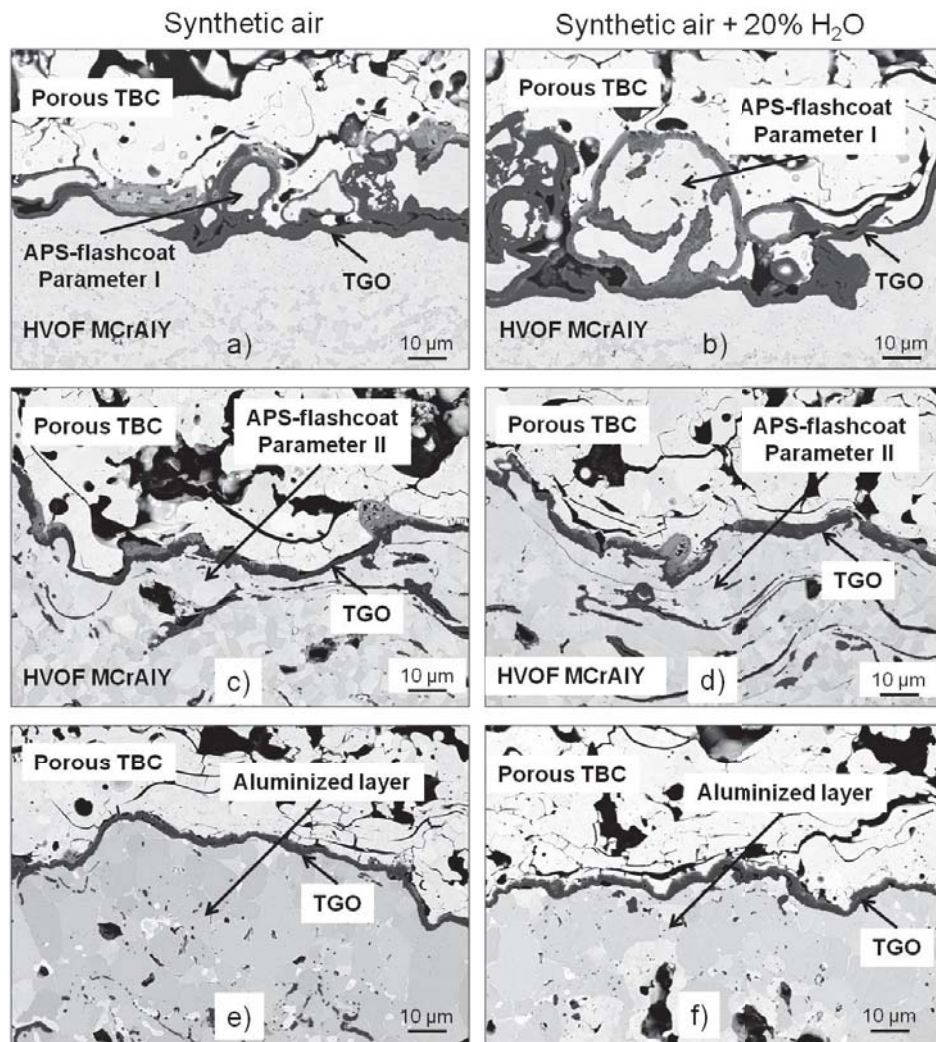 Synthetic air
Synthetic air + 20% H₂O
Porous TBC
APS-flashcoat
Parameter I
TGO
HVOF MCrAlY
a)
10 µm
Porous TBC
APS-flashcoat
Parameter I
TGO
HVOF MCrAlY
b)
10 µm
Porous TBC
APS-flashcoat
Parameter II
TGO
HVOF MCrAlY
c)
10 µm
Porous TBC
APS-flashcoat
Parameter II
TGO
HVOF MCrAlY
d)
10 µm
Porous TBC
Aluminized layer
TGO
e)
10 µm
Porous TBC
Aluminized layer
TGO
f)
10 µm